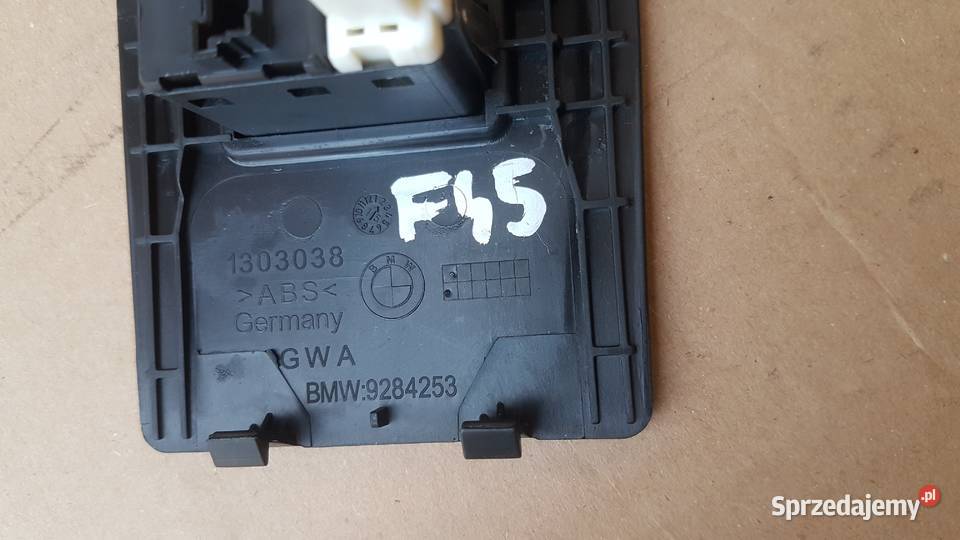 F45
1303038
BMW
>ABS<
Germany
GWA
BMW:9284253
Sprzedajemy.pl